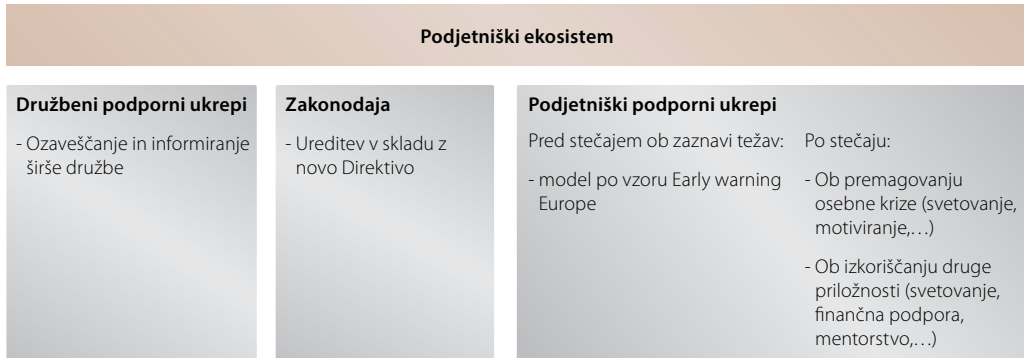 Podjetniški ekosistem
Družbeni podporni ukrepi
- Ozaveščanje in informiranje
širše družbe
Zakonodaja
- Ureditev v skladu z
novo Direktivo
Podjetniški podporni ukrepi
Pred stečajem ob zaznavi težav:
- model po vzoru Early warning
Europe
Po stečaju:
- Ob premagovanju
osebne krize (svetovanje,
motiviranje,…)
- Ob izkoriščanju druge
priložnosti (svetovanje,
finančna podpora,
mentorstvo,…)